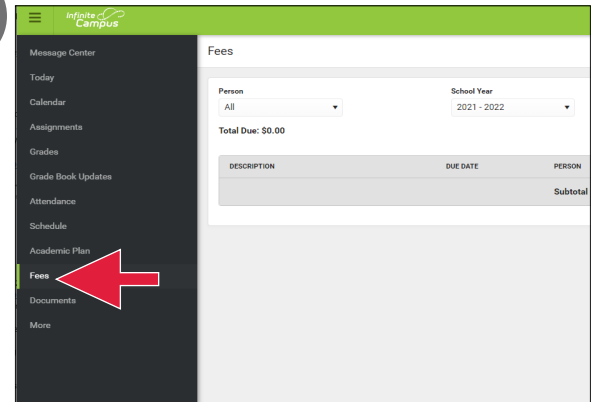 Infinite
Campus
Message Center
Today
Calendar
Assignments
Grades
Grade Book Updates
Attendance
Schedule
Academic Plan
Fees
Documents
More
Fees
Person
School Year
All
2021 - 2022
Total Due: $0.00
DESCRIPTION
DUE DATE
PERSON
Subtotal